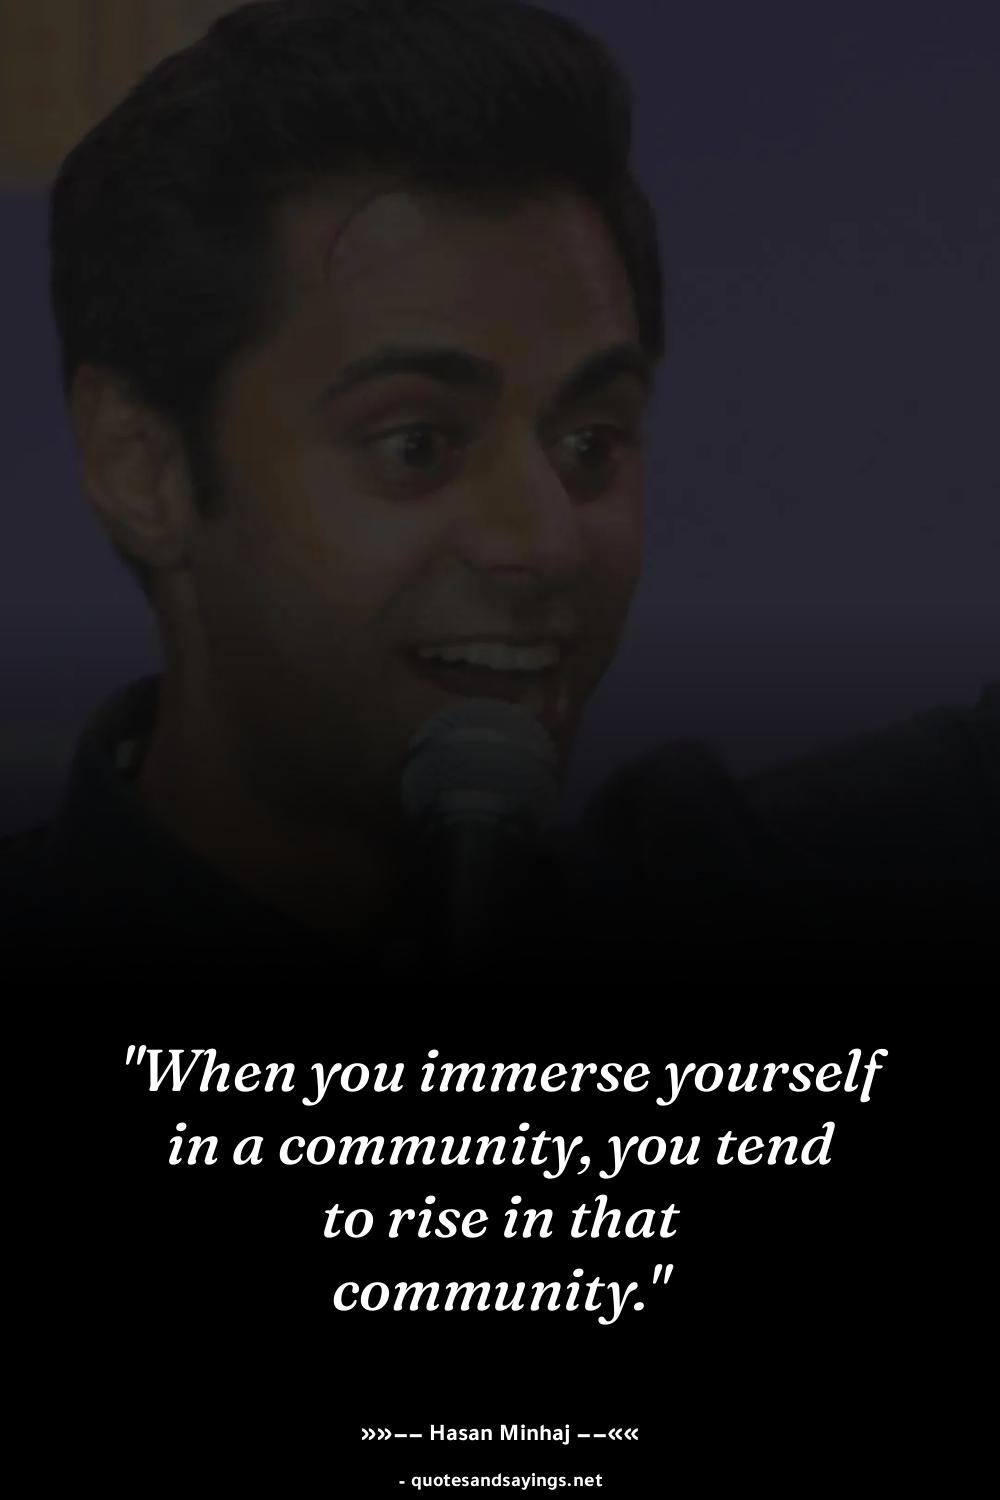 "When you immerse yourself
in a community, you tend
to rise in that
community."
»»−− Hasan Minhaj −−««
- quotesandsayings.net